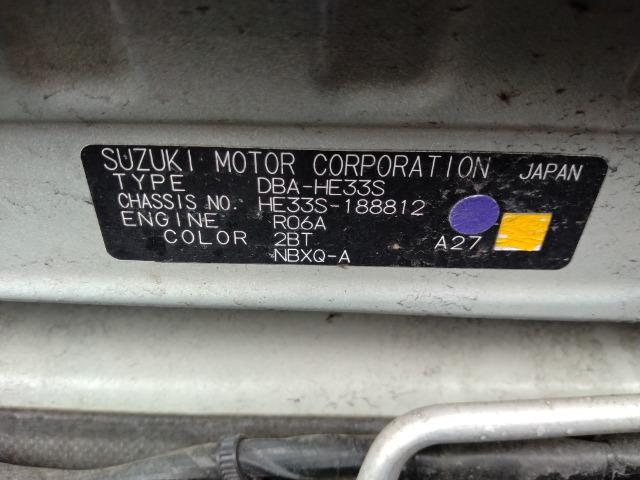 SUZUKI MOTOR CORPORATION JAPAN
TYPE DBA-HE33S
CHASSIS NO. HE33S-188812
ENGINE R06A
COLOR 2BT A27
NBXQ-A